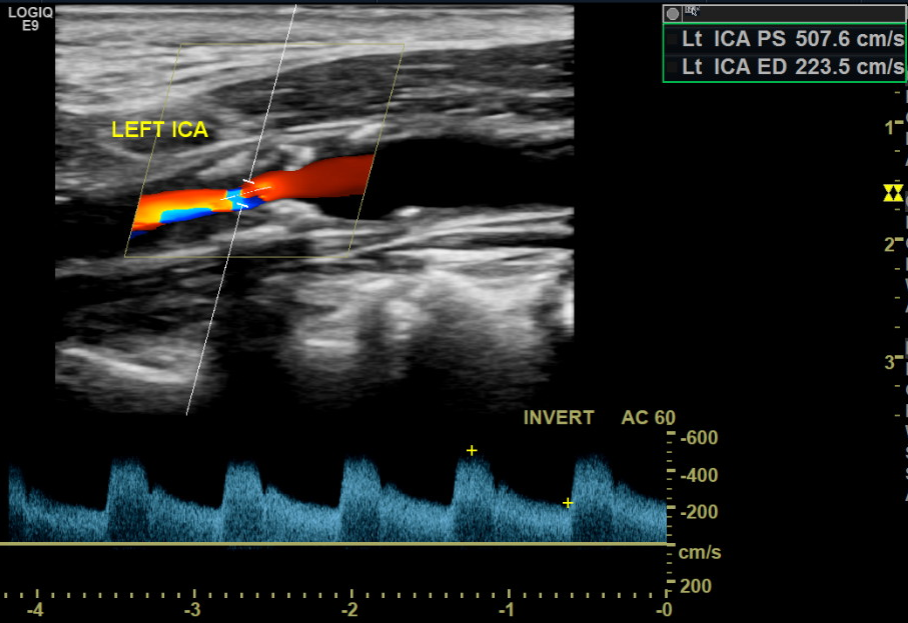 LOGIQ
E9
Lt ICA PS 507.6 cm/s
Lt ICA ED 223.5 cm/s
LEFT ICA
1
2
3
INVERT AC 60
-600
-400
-200
cm/s
200
-4 -3 -2 -1 -0